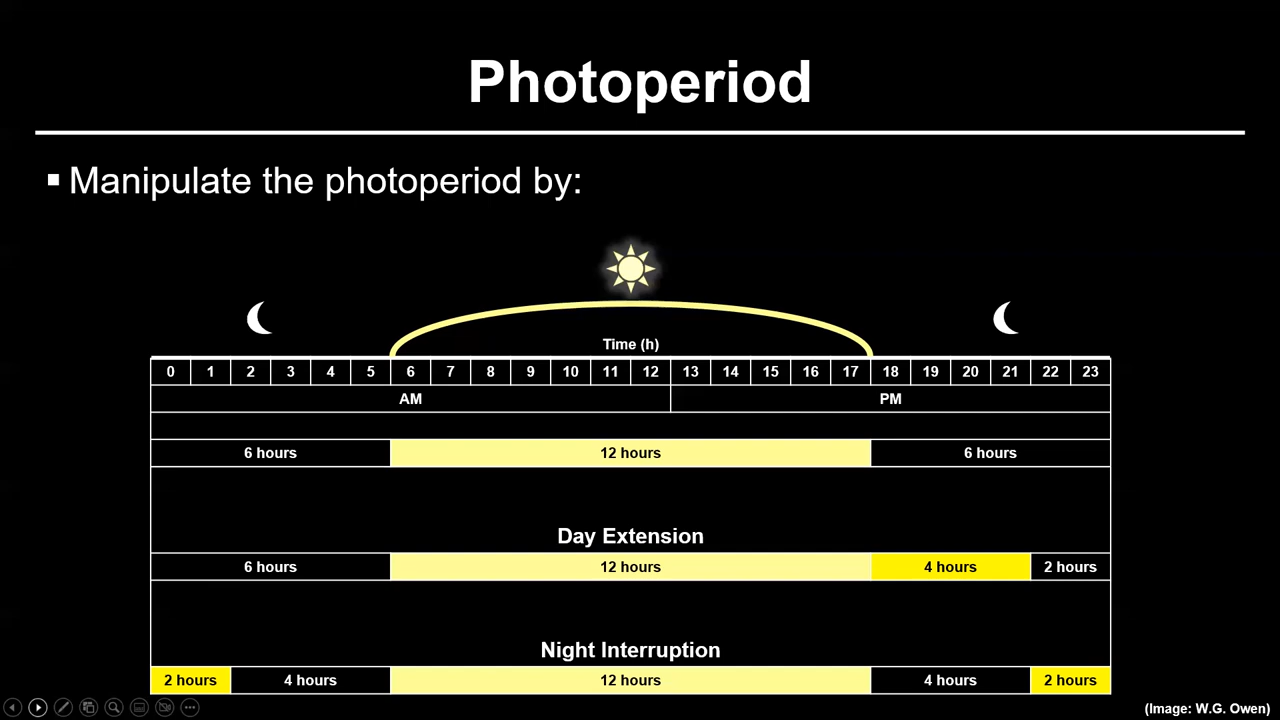 Photoperiod
▪ Manipulate the photoperiod by:
Time (h)
0 1 2 3 4 5 6 7 8 9 10 11 12 13 14 15 16 17 18 19 20 21 22 23
AM PM
6 hours 12 hours 6 hours
Day Extension
6 hours 12 hours 4 hours 2 hours
Night Interruption
2 hours 4 hours 12 hours 4 hours 2 hours
(Image: W.G. Owen)